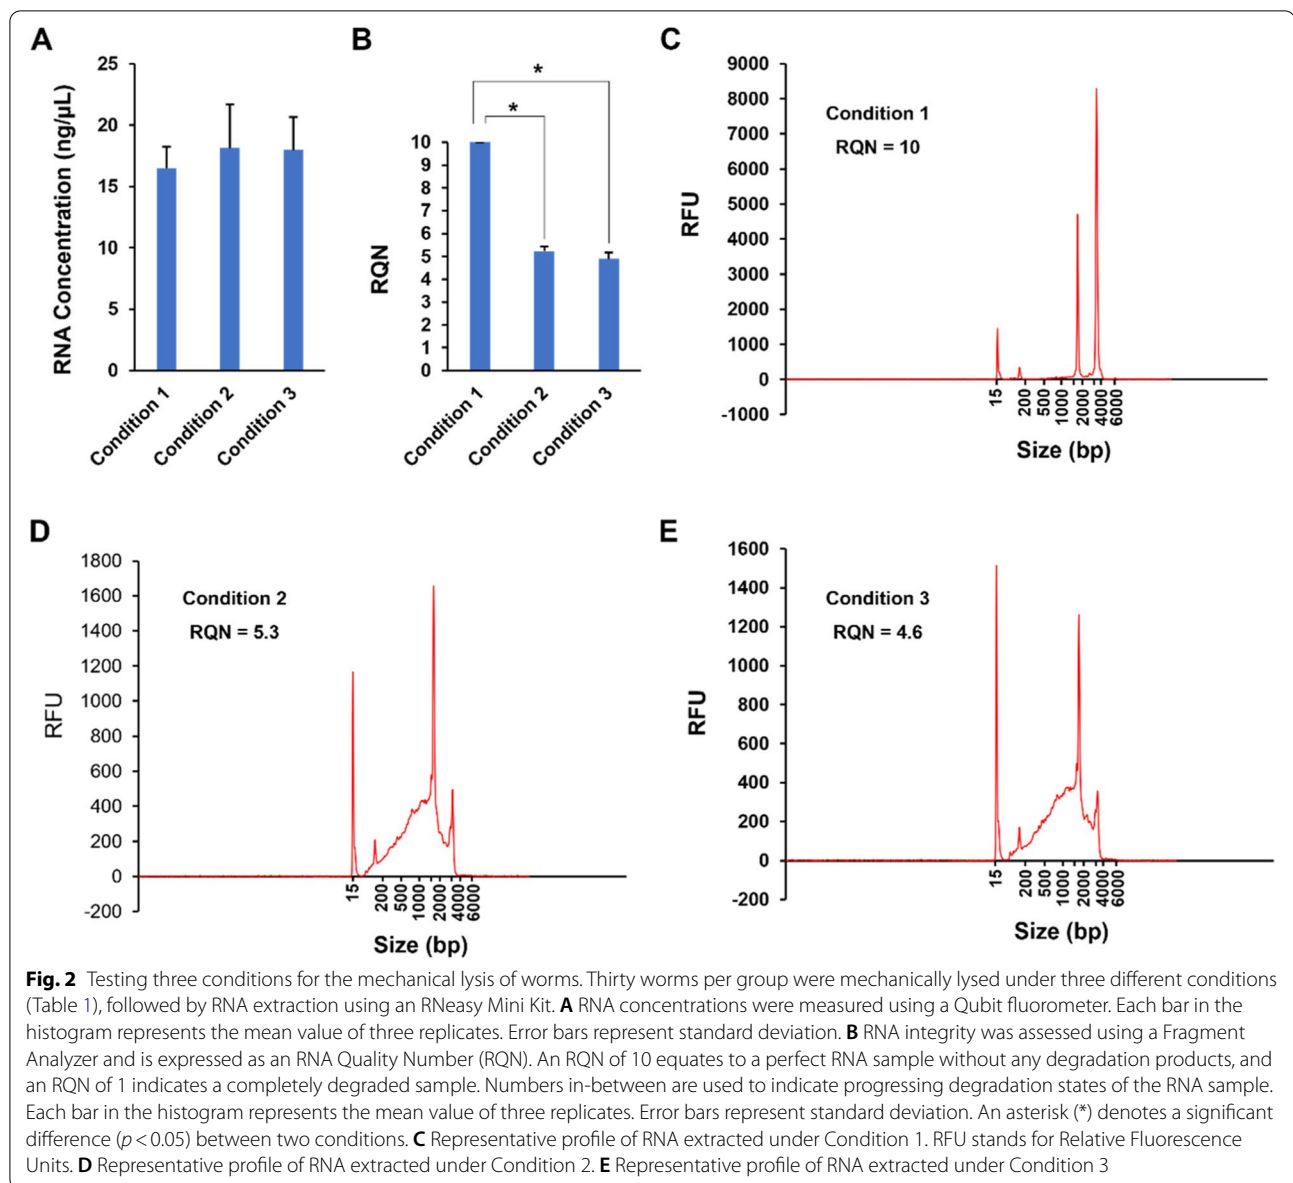 A
RNA Concentration (ng/µL)
25
20
15
10
5
0
Condition 1
Condition 2
Condition 3
B
*
*
RQN
10
9
8
7
6
5
4
3
2
1
0
Condition 1
Condition 2
Condition 3
C
Condition 1
RQN = 10
RFU
9000
8000
7000
6000
5000
4000
3000
2000
1000
0
-1000
15
200
500
1000
2000
4000
6000
Size (bp)
D
Condition 2
RQN = 5.3
RFU
1800
1600
1400
1200
1000
800
600
400
200
0
-200
15
200
500
1000
2000
4000
6000
Size (bp)
E
Condition 3
RQN = 4.6
RFU
1600
1400
1200
1000
800
600
400
200
0
-200
15
200
500
1000
2000
4000
6000
Size (bp)
Fig. 2 Testing three conditions for the mechanical lysis of worms. Thirty worms per group were mechanically lysed under three different conditions
(Table 1), followed by RNA extraction using an RNeasy Mini Kit. A RNA concentrations were measured using a Qubit fluorometer. Each bar in the
histogram represents the mean value of three replicates. Error bars represent standard deviation. B RNA integrity was assessed using a Fragment
Analyzer and is expressed as an RNA Quality Number (RQN). An RQN of 10 equates to a perfect RNA sample without any degradation products, and
an RQN of 1 indicates a completely degraded sample. Numbers in-between are used to indicate progressing degradation states of the RNA sample.
Each bar in the histogram represents the mean value of three replicates. Error bars represent standard deviation. An asterisk (*) denotes a significant
difference (p < 0.05) between two conditions. C Representative profile of RNA extracted under Condition 1. RFU stands for Relative Fluorescence
Units. D Representative profile of RNA extracted under Condition 2. E Representative profile of RNA extracted under Condition 3